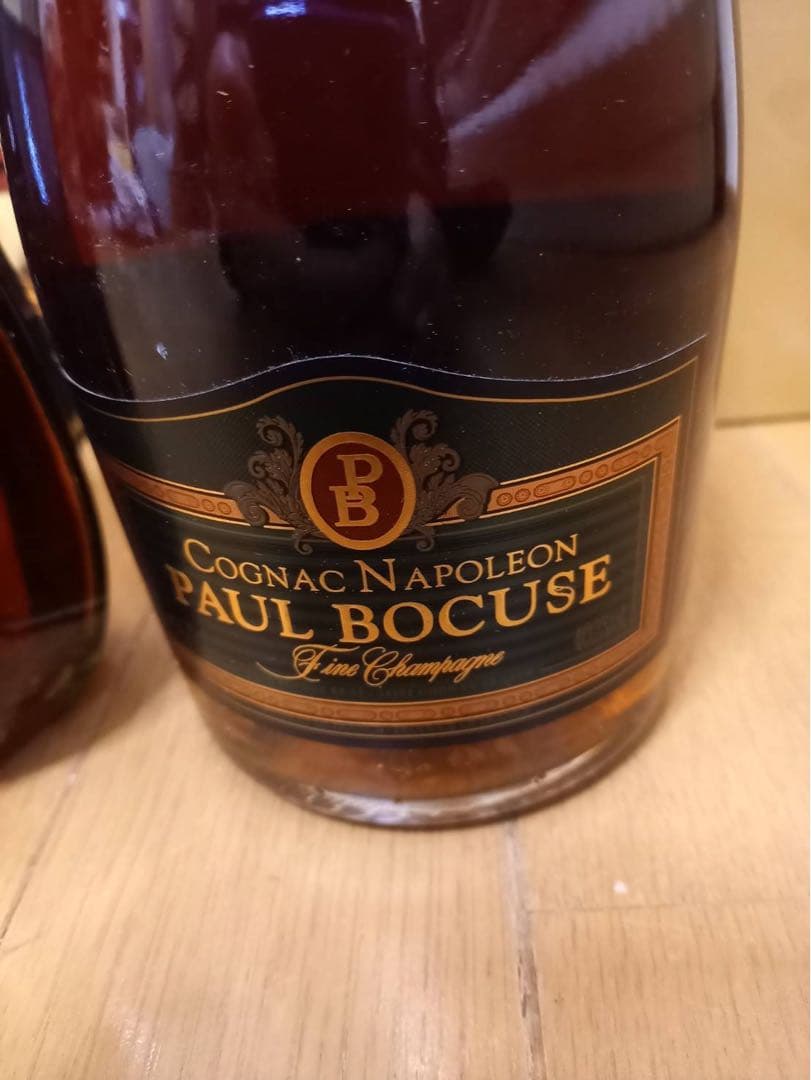 PB
COGNAC NAPOLEON
PAUL BOCUSE
Fine Champagne